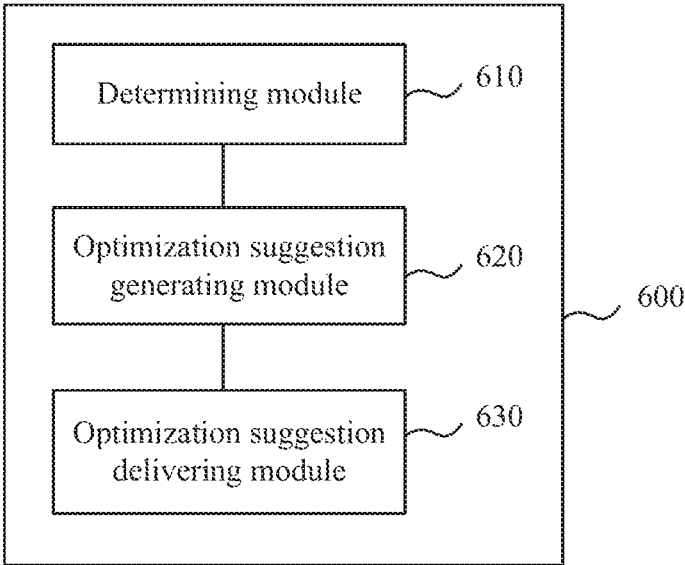 Determining module
610
Optimization suggestion
generating module
620
600
Optimization suggestion
delivering module
630